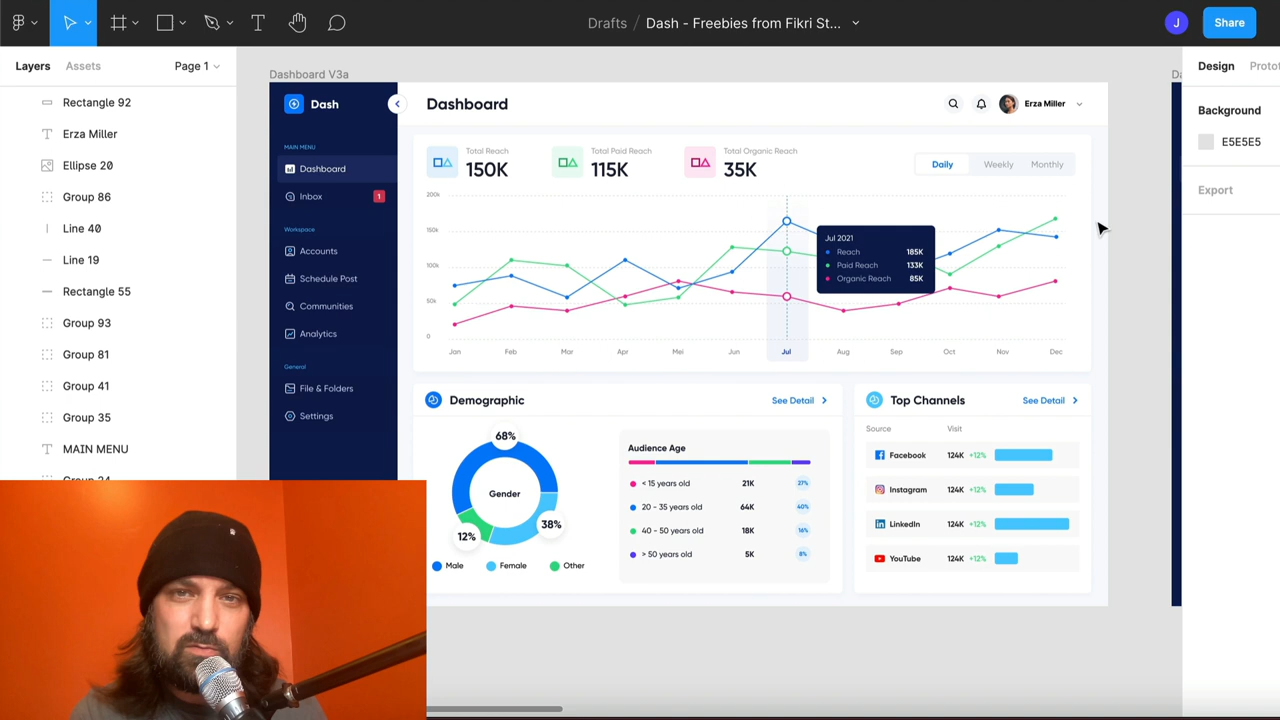 Drafts / Dash - Freebies from Fikri St...
J
Share
Layers
Assets
Page 1
Rectangle 92
Erza Miller
Ellipse 20
Group 86
Line 40
Line 19
Rectangle 55
Group 93
Group 81
Group 41
Group 35
MAIN MENU
Dashboard V3a
Dash
MAIN MENU
Dashboard
Inbox
1
Workspace
Accounts
Schedule Post
Communities
Analytics
General
File & Folders
Settings
Dashboard
Erza Miller
Total Reach
150K
Total Paid Reach
115K
Total Organic Reach
35K
Daily
Weekly
Monthly
200k
150k
100k
50k
0
Jan
Feb
Mar
Apr
Mei
Jun
Jul
Aug
Sep
Oct
Nov
Dec
Jul 2021
Reach 185K
Paid Reach 133K
Organic Reach 85K
Demographic
See Detail
68%
Gender
38%
12%
Male
Female
Other
Audience Age
< 15 years old 21K 27%
20 - 35 years old 64K 40%
40 - 50 years old 18K 16%
> 50 years old 5K 8%
Top Channels
See Detail
Source Visit
Facebook 124K +12%
Instagram 124K +12%
LinkedIn 124K +12%
YouTube 124K +12%
Design
Background
E5E5E5
Export